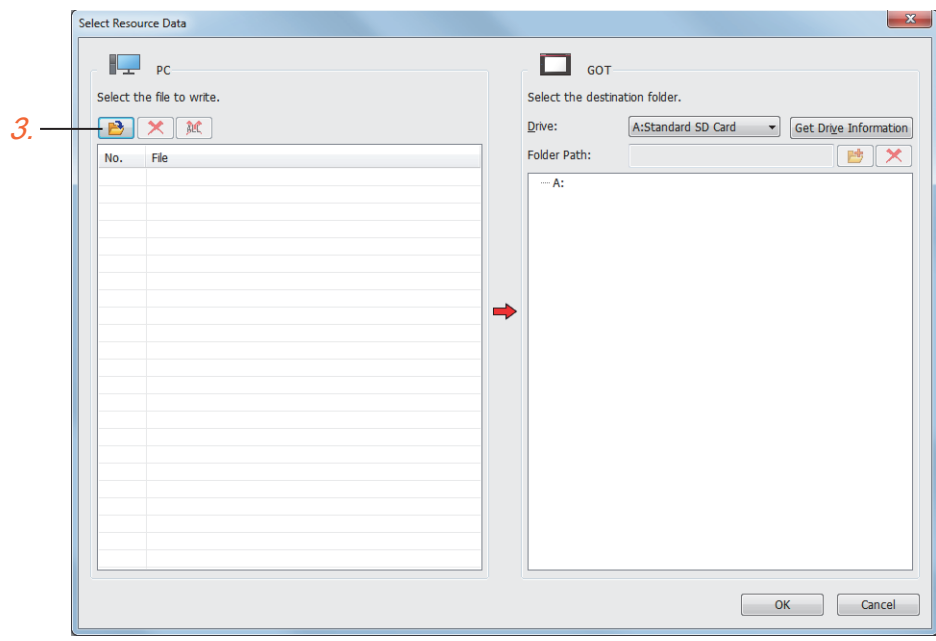 Select Resource Data
PC
Select the file to write.
3.
ALL
No. File
GOT
Select the destination folder.
Drive: A:Standard SD Card Get Drive Information
Folder Path:
A:
OK Cancel